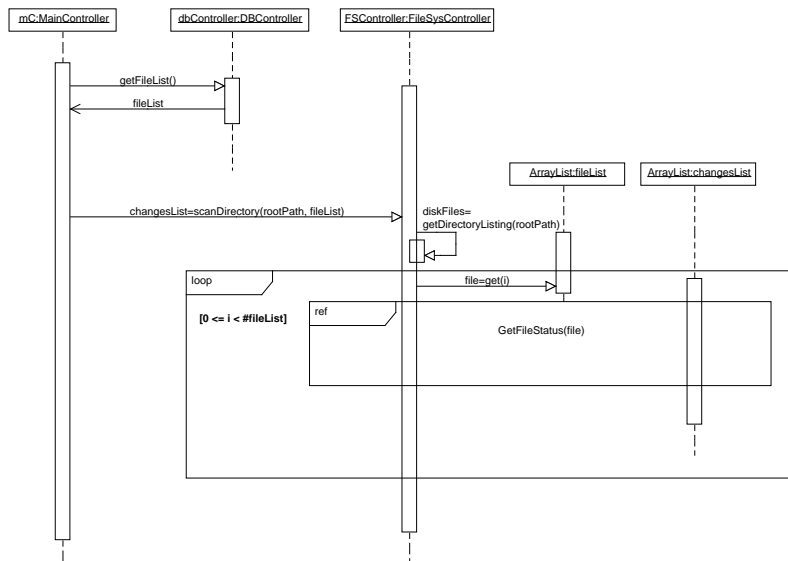 mC:MainController
dbController:DBController
FSController:FileSysController
getFileList()
fileList
ArrayList:fileList
ArrayList:changesList
changesList=scanDirectory(rootPath, fileList)
diskFiles=
getDirectoryListing(rootPath)
loop
file=get(i)
[0 <= i < #fileList]
ref
GetFileStatus(file)